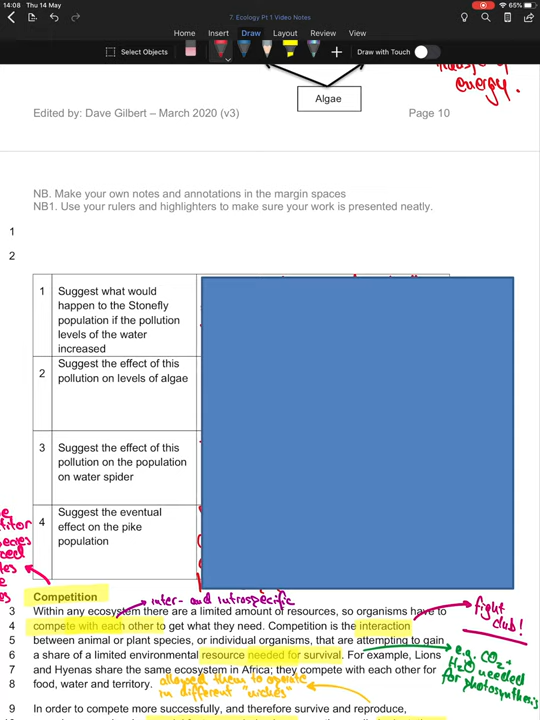 14:08 Thu 14 May
65%
7. Ecology Pt 1 Video Notes
Home Insert Draw Layout Review View
Select Objects
Draw with Touch
energy.
Algae
Edited by: Dave Gilbert – March 2020 (v3)
Page 10
NB. Make your own notes and annotations in the margin spaces
NB1. Use your rulers and highlighters to make sure your work is presented neatly.
1
2
1 Suggest what would
happen to the Stonefly
population if the pollution
levels of the water
increased
2 Suggest the effect of this
pollution on levels of algae
3 Suggest the effect of this
pollution on the population
on water spider
4 Suggest the eventual
effect on the pike
population
Competition
inter- and introspecific
3 Within any ecosystem there are a limited amount of resources, so organisms have to
fight
club!
4 compete with each other to get what they need. Competition is the interaction
5 between animal or plant species, or individual organisms, that are attempting to gain
6 a share of a limited environmental resource needed for survival. For example, Lions
e.g. CO2 +
H2O needed
for photosynthesis
7 and Hyenas share the same ecosystem in Africa; they compete with each other for
8 food, water and territory.
allowed them to operate
in different "niches"
9 In order to compete more successfully, and therefore survive and reproduce,